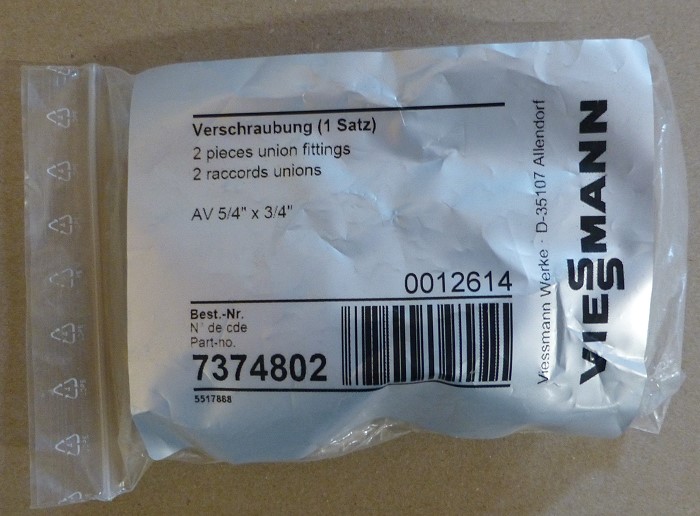 Verschraubung (1 Satz)
2 pieces union fittings
2 raccords unions
AV 5/4" x 3/4"
0012614
Best.-Nr.
N° de cde
Part-no.
7374802
5517888
Viessmann Werke · D-35107 Allendorf
VIESSMANN